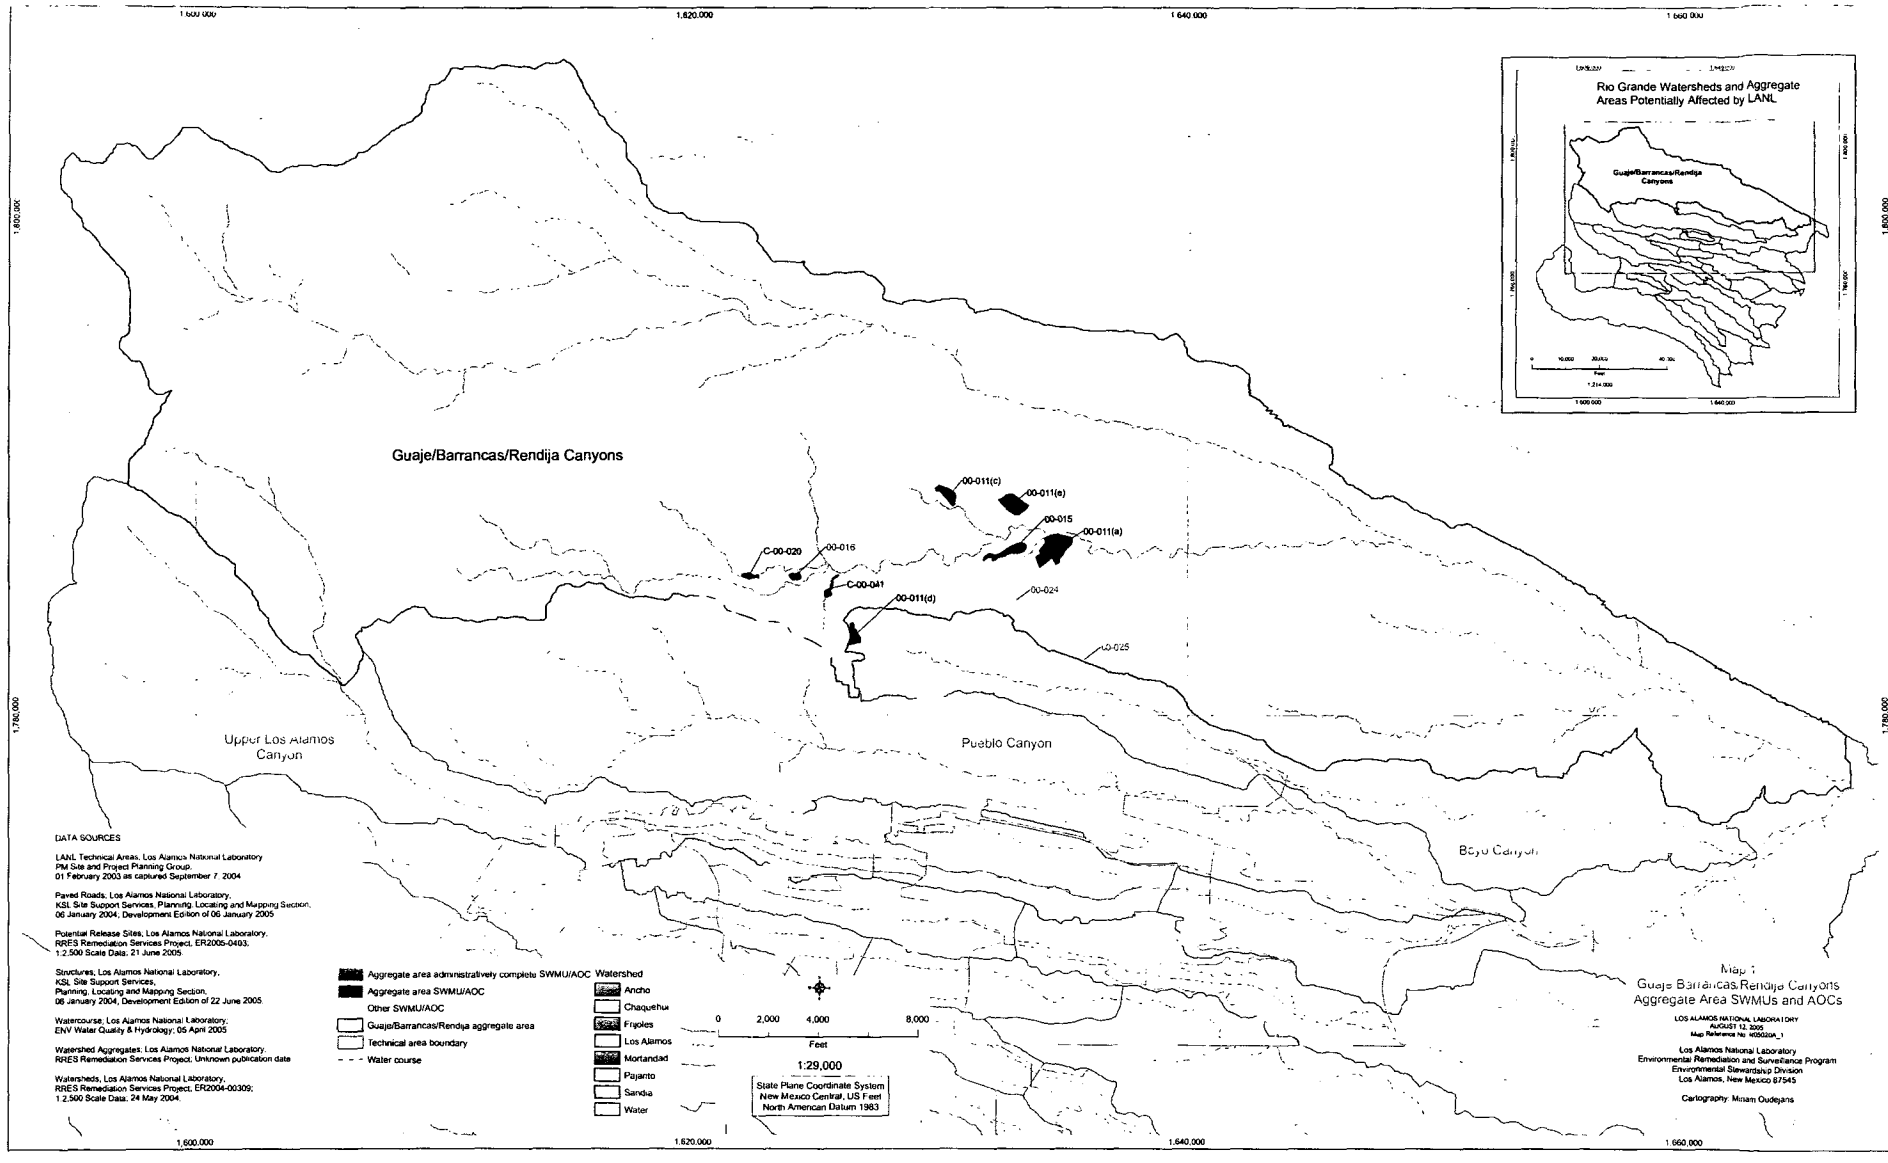 1 600 000
1,620,000
1 640 000
1 660 000
Rio Grande Watersheds and Aggregate
Areas Potentially Affected by LANL
Guaje/Barrancas/Rendija
Canyons
10,000
20,000
Feet
1 600 000
1,640,000
1,800,000
1,800,000
Guaje/Barrancas/Rendija Canyons
00-011(c)
00-011(e)
00-015
00-011(a)
C-00-020
00-016
C-00-041
00-024
00-011(d)
00-025
1,780,000
1,780,000
Upper Los Alamos
Canyon
Pueblo Canyon
Bayo Canyon
DATA SOURCES
LANL Technical Areas, Los Alamos National Laboratory
PM Site and Project Planning Group,
01 February 2003 as captured September 7, 2004
Paved Roads; Los Alamos National Laboratory,
KSL Site Support Services, Planning, Locating and Mapping Section,
06 January 2004; Development Edition of 06 January 2005
Potential Release Sites; Los Alamos National Laboratory,
RRES Remediation Services Project, ER2005-0403;
1:2,500 Scale Data; 21 June 2005.
Structures; Los Alamos National Laboratory,
KSL Site Support Services,
Planning, Locating and Mapping Section,
06 January 2004, Development Edition of 22 June 2005.
Watercourse; Los Alamos National Laboratory;
ENV Water Quality & Hydrology; 05 April 2005
Watershed Aggregates; Los Alamos National Laboratory.
RRES Remediation Services Project; Unknown publication date
Watersheds, Los Alamos National Laboratory,
RRES Remediation Services Project, ER2004-00309;
1 2,500 Scale Data; 24 May 2004.
Aggregate area administratively complete SWMU/AOC
Aggregate area SWMU/AOC
Other SWMU/AOC
Guaje/Barrancas/Rendija aggregate area
Technical area boundary
Water course
Watershed
Ancho
Chaquehui
Frijoles
Los Alamos
Mortandad
Pajarito
Sandia
Water
0 2,000 4,000 8,000
Feet
1:29,000
State Plane Coordinate System
New Mexico Central, US Feet
North American Datum 1983
Map 1
Guaje Barrancas Rendija Canyons
Aggregate Area SWMUs and AOCs
LOS ALAMOS NATIONAL LABORATORY
AUGUST 12, 2005
Los Alamos National Laboratory
Environmental Remediation and Surveillance Program
Environmental Stewardship Division
Los Alamos, New Mexico 87545
Cartography: Miriam Oudejans
1,600,000
1,620,000
1,640,000
1,660,000